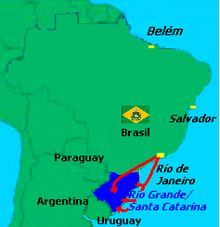 Belém
Salvador
Brasil
Paraguay
Rio de
Janeiro
Rio Grande/
Santa Catarina
Argentina
Uruguay